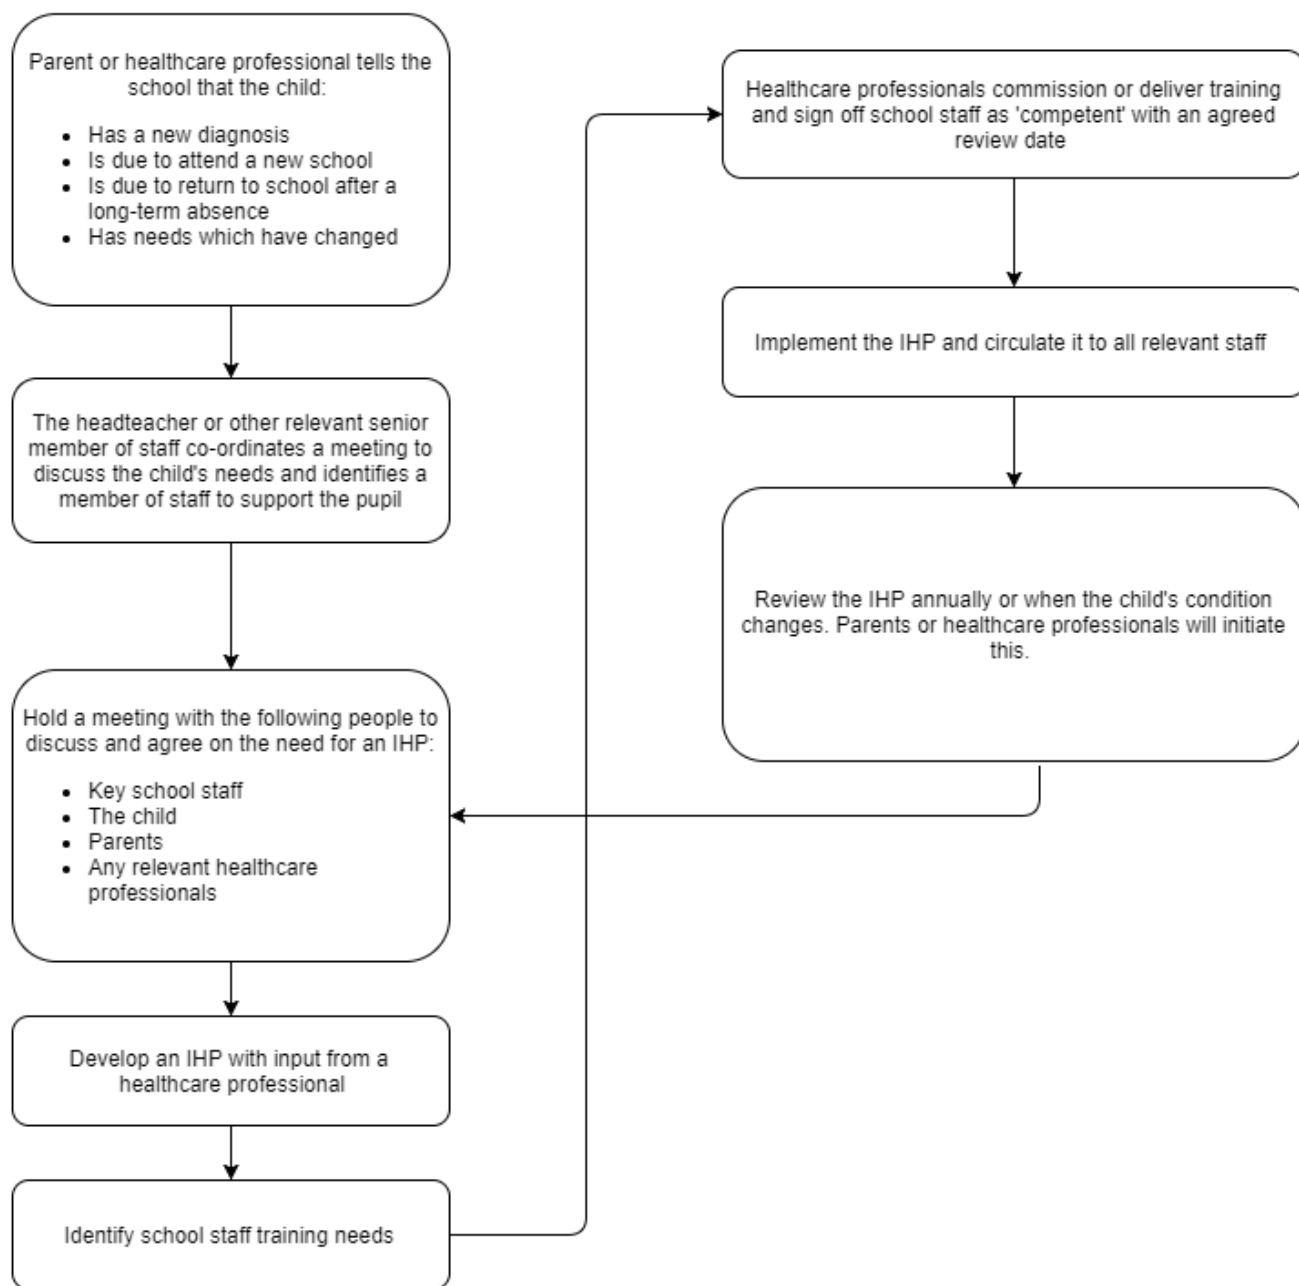 Parent or healthcare professional tells the
school that the child:
• Has a new diagnosis
• Is due to attend a new school
• Is due to return to school after a
long-term absence
• Has needs which have changed
The headteacher or other relevant senior
member of staff co-ordinates a meeting to
discuss the child's needs and identifies a
member of staff to support the pupil
Hold a meeting with the following people to
discuss and agree on the need for an IHP:
• Key school staff
• The child
• Parents
• Any relevant healthcare
professionals
Develop an IHP with input from a
healthcare professional
Identify school staff training needs
Healthcare professionals commission or deliver training
and sign off school staff as 'competent' with an agreed
review date
Implement the IHP and circulate it to all relevant staff
Review the IHP annually or when the child's condition
changes. Parents or healthcare professionals will initiate
this.